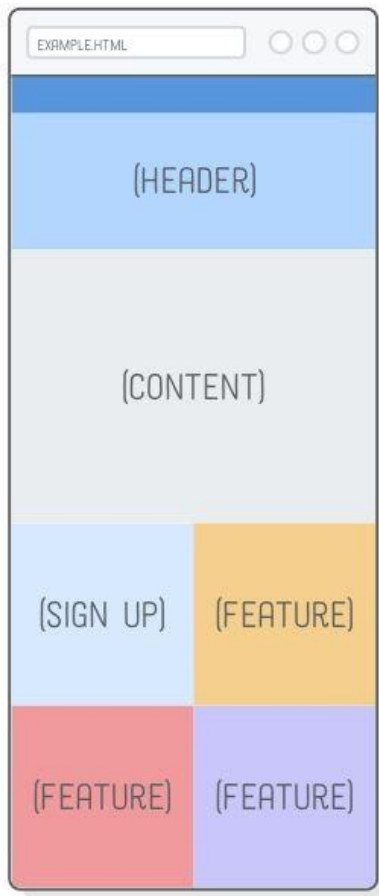 EXAMPLE.HTML
(HEADER)
(CONTENT)
(SIGN UP) (FEATURE)
(FEATURE) (FEATURE)